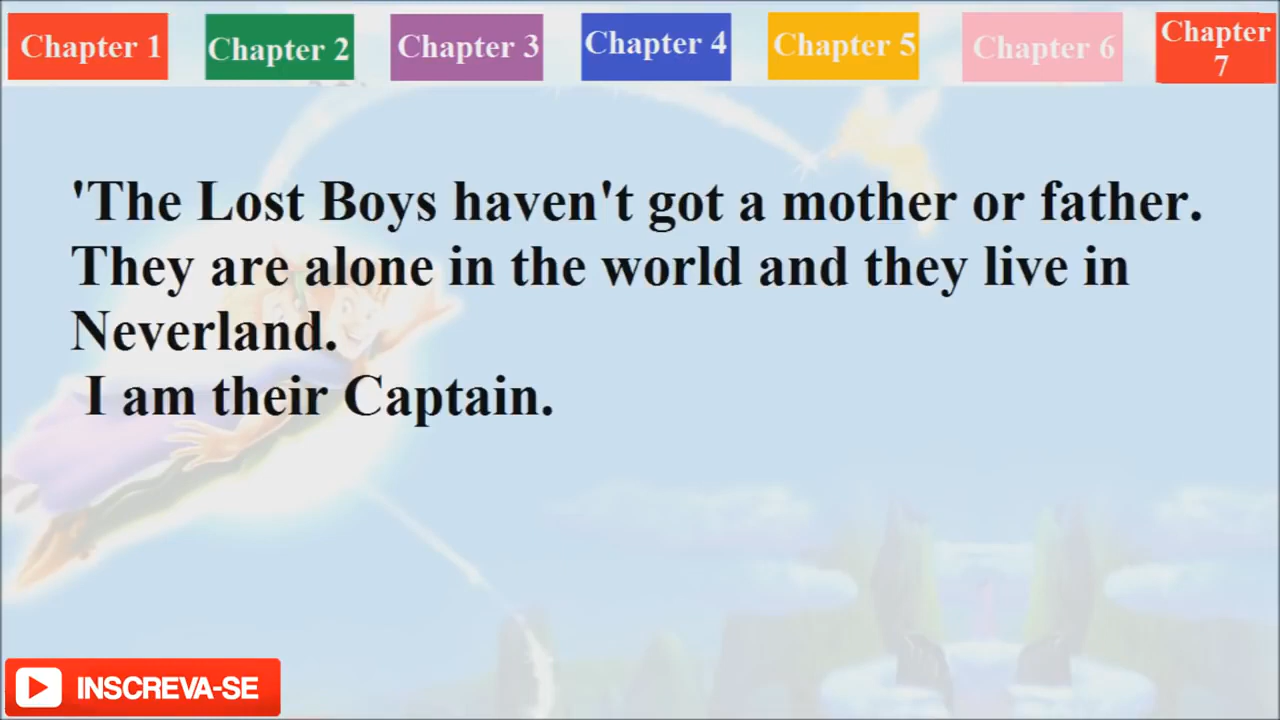 Chapter 1
Chapter 2
Chapter 3
Chapter 4
Chapter 5
Chapter 6
Chapter
7
'The Lost Boys haven't got a mother or father.
They are alone in the world and they live in
Neverland.
I am their Captain.
INSCREVA-SE